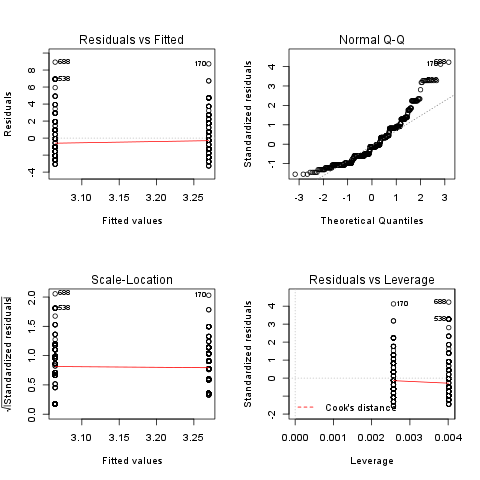 Residuals vs Fitted
Residuals
-4 0 2 4 6 8
688
538
170
3.10 3.15 3.20 3.25
Fitted values
Normal Q-Q
Standardized residuals
-1 0 1 2 3 4
688
170
-3 -2 -1 0 1 2 3
Theoretical Quantiles
Scale-Location
√|Standardized residuals|
0.0 0.5 1.0 1.5 2.0
688
538
170
3.10 3.15 3.20 3.25
Fitted values
Residuals vs Leverage
Standardized residuals
-2 0 1 2 3 4
688
170
538
Cook's distance
0.000 0.001 0.002 0.003 0.004
Leverage